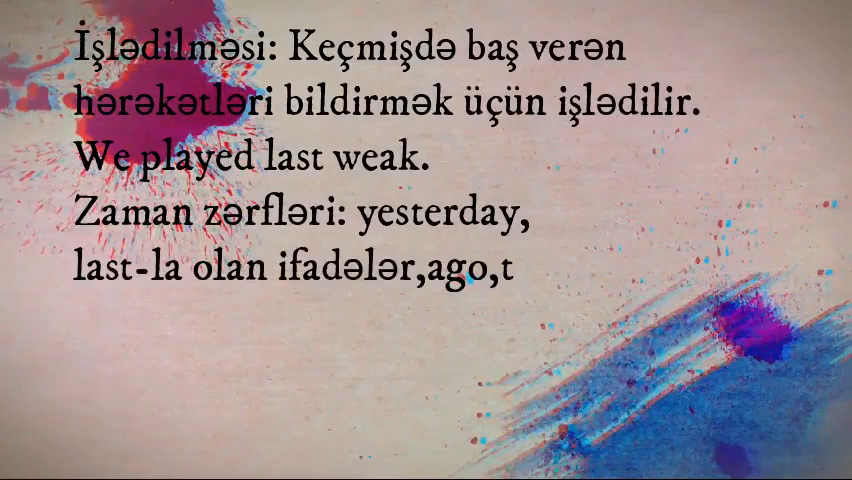 İşlədilməsi: Keçmişdə baş verən
hərəkətləri bildirmək üçün işlədilir.
We played last weak.
Zaman zərfləri: yesterday,
last-la olan ifadələr,ago,t